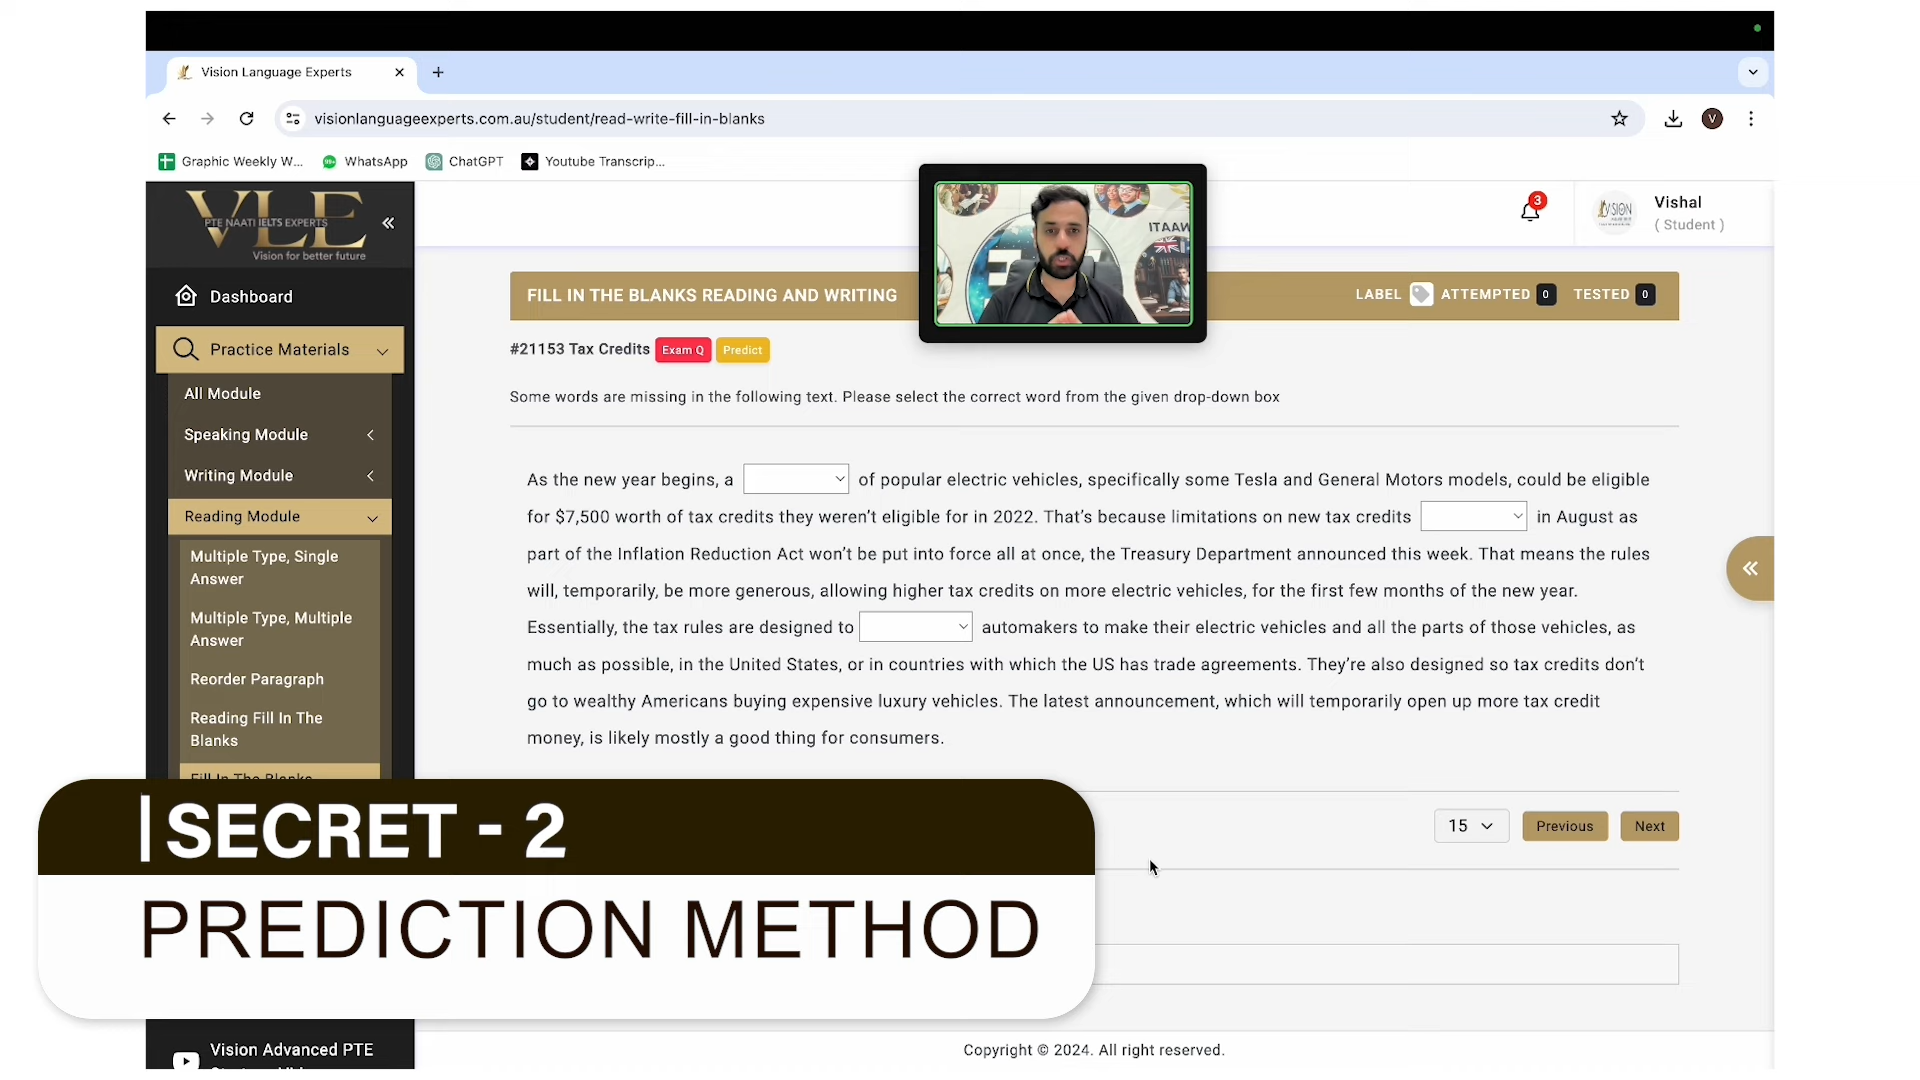 Vision Language Experts
visionlanguageexperts.com.au/student/read-write-fill-in-blanks
V
Graphic Weekly W...
99+
WhatsApp
ChatGPT
Youtube Transcrip...
VLE
PTE NAATI IELTS EXPERTS
Vision for better future
3
VISION
Vishal
( Student )
Dashboard
Practice Materials
All Module
Speaking Module
Writing Module
Reading Module
Multiple Type, Single
Answer
Multiple Type, Multiple
Answer
Reorder Paragraph
Reading Fill In The
Blanks
Fill In The Blanks
Vision Advanced PTE
FILL IN THE BLANKS READING AND WRITING
LABEL ATTEMPTED 0 TESTED 0
#21153 Tax Credits Exam Q Predict
Some words are missing in the following text. Please select the correct word from the given drop-down box
As the new year begins, a of popular electric vehicles, specifically some Tesla and General Motors models, could be eligible
for $7,500 worth of tax credits they weren't eligible for in 2022. That's because limitations on new tax credits in August as
part of the Inflation Reduction Act won't be put into force all at once, the Treasury Department announced this week. That means the rules
will, temporarily, be more generous, allowing higher tax credits on more electric vehicles, for the first few months of the new year.
Essentially, the tax rules are designed to automakers to make their electric vehicles and all the parts of those vehicles, as
much as possible, in the United States, or in countries with which the US has trade agreements. They're also designed so tax credits don't
go to wealthy Americans buying expensive luxury vehicles. The latest announcement, which will temporarily open up more tax credit
money, is likely mostly a good thing for consumers.
15 Previous Next
SECRET - 2
PREDICTION METHOD
Copyright © 2024. All right reserved.